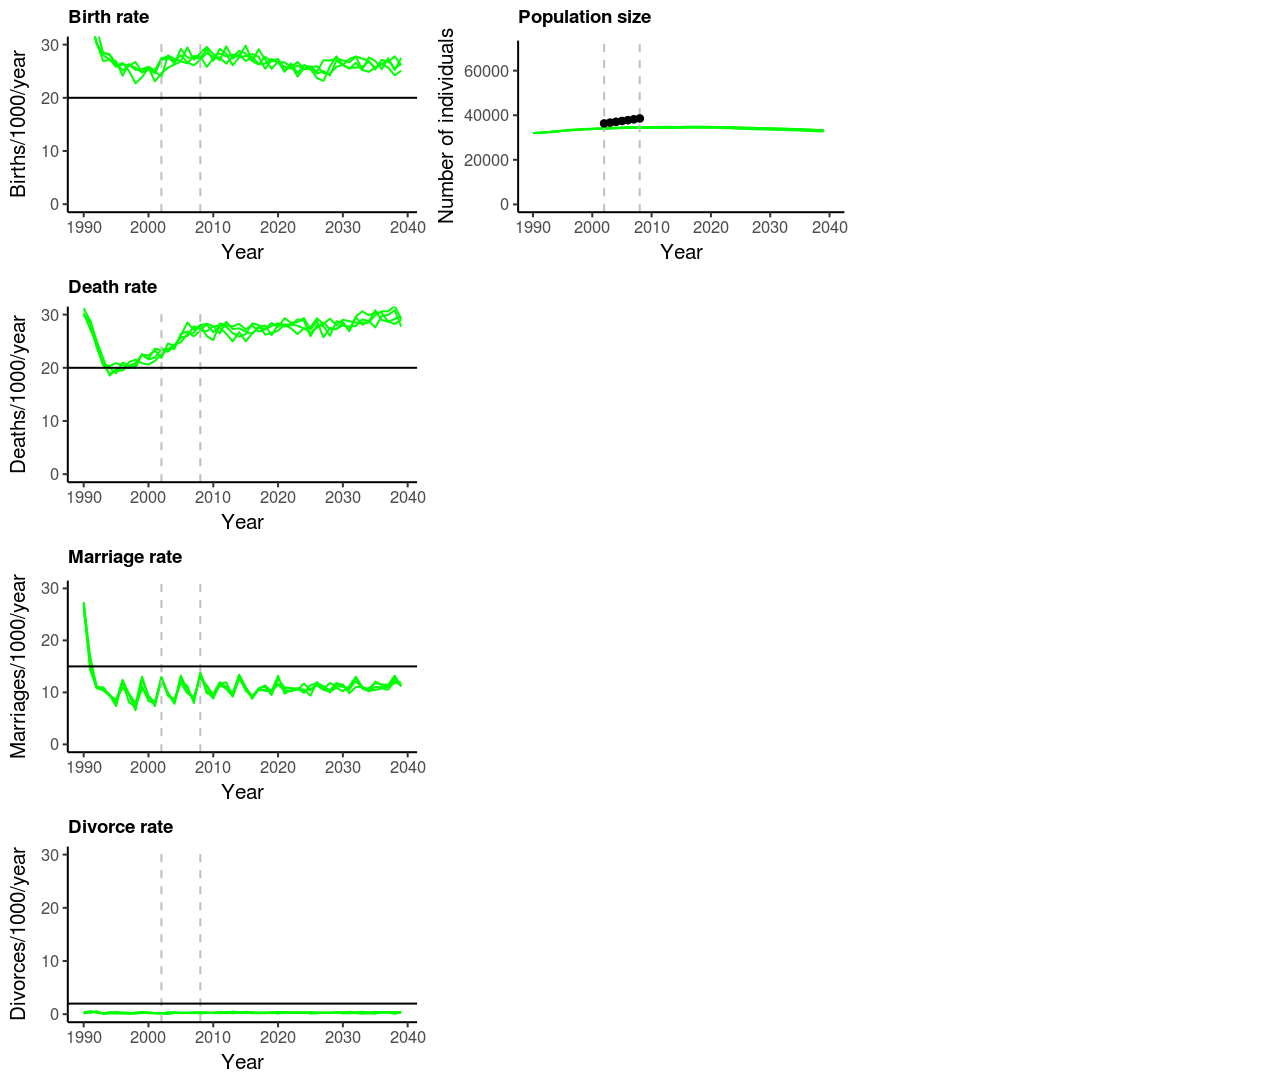 Birth rate
Births/1000/year
30
20
10
0
1990 2000 2010 2020 2030 2040
Year
Population size
Number of individuals
60000
40000
20000
0
1990 2000 2010 2020 2030 2040
Year
Death rate
Deaths/1000/year
30
20
10
0
1990 2000 2010 2020 2030 2040
Year
Marriage rate
Marriages/1000/year
30
20
10
0
1990 2000 2010 2020 2030 2040
Year
Divorce rate
Divorces/1000/year
30
20
10
0
1990 2000 2010 2020 2030 2040
Year